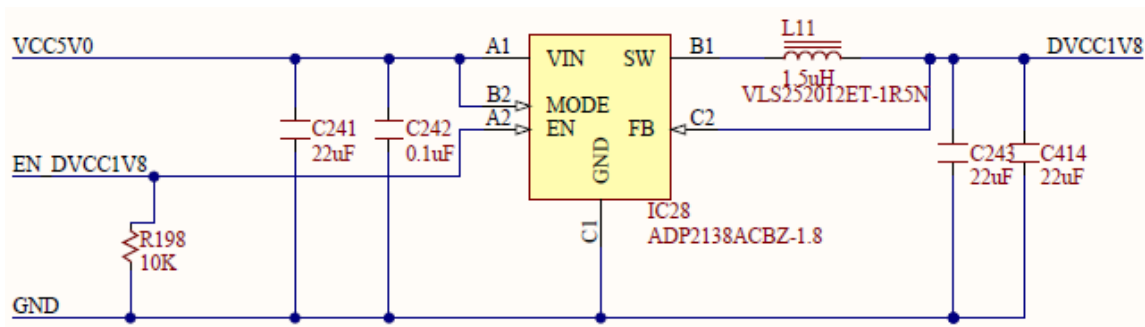 L11
VCC5V0
A1
VIN
SW
B1
DVCC1V8
1.5uH
VLS252012ET-1R5N
B2
MODE
A2
EN
FB
C2
GND
C241
22uF
C242
0.1uF
C243
22uF
C414
22uF
EN_DVCC1V8
C1
IC28
ADP2138ACBZ-1.8
R198
10K
GND